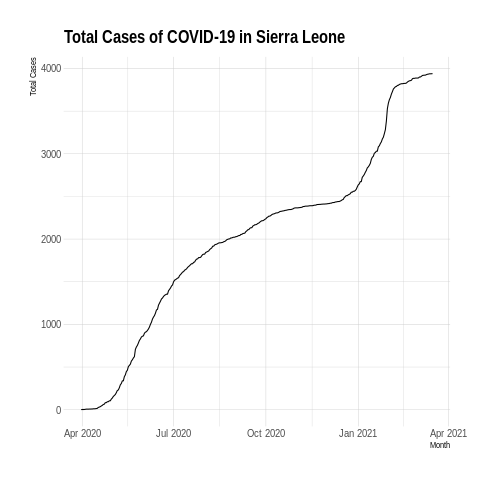 Total Cases of COVID-19 in Sierra Leone
Total Cases
4000
3000
2000
1000
0
Apr 2020 Jul 2020 Oct 2020 Jan 2021 Apr 2021
Month